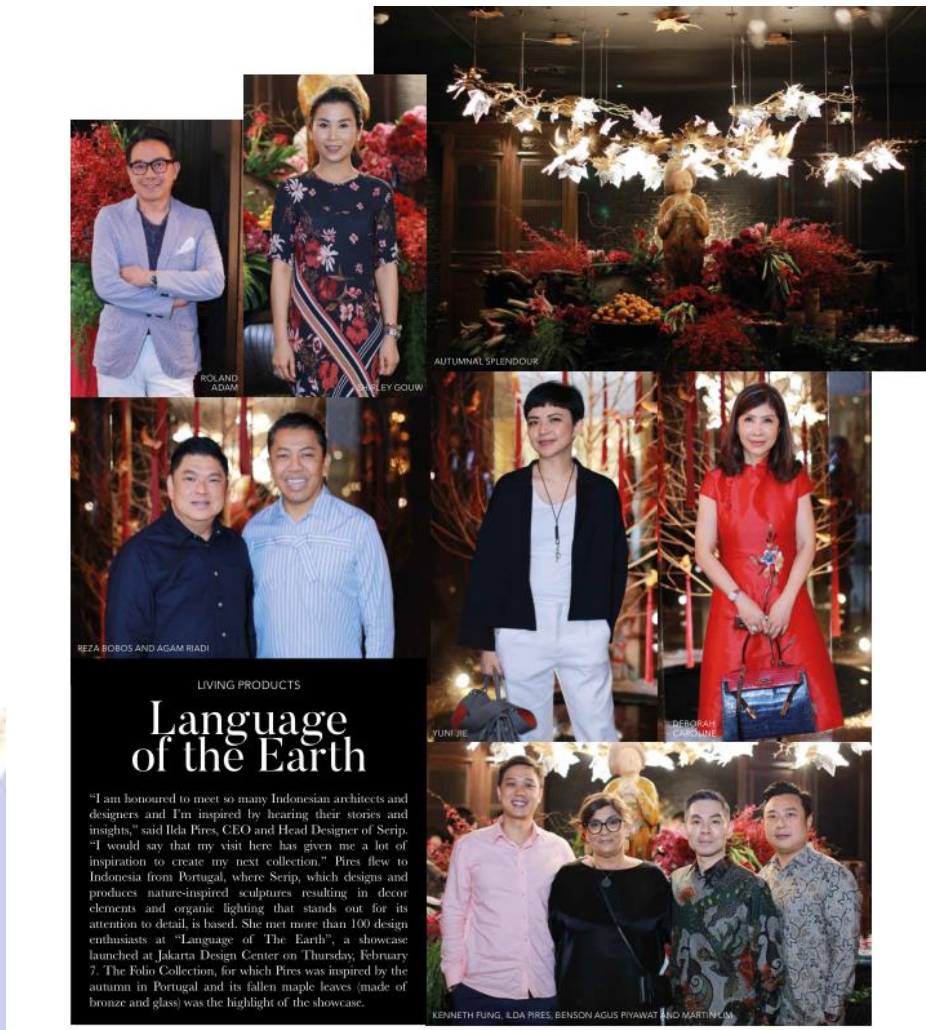 ROLAND
ADAM
SHIRLEY GOUW
AUTUMNAL SPLENDOUR
REZA BOBOS AND AGAM RIADI
YUNI JIE
DEBORAH
CAROLINE
LIVING PRODUCTS
Language
of the Earth
“I am honoured to meet so many Indonesian architects and
designers and I’m inspired by hearing their stories and
insights,” said Ilda Pires, CEO and Head Designer of Serip.
“I would say that my visit here has given me a lot of
inspiration to create my next collection.” Pires flew to
Indonesia from Portugal, where Serip, which designs and
produces nature-inspired sculptures resulting in decor
elements and organic lighting that stands out for its
attention to detail, is based. She met more than 100 design
enthusiasts at “Language of The Earth”, a showcase
launched at Jakarta Design Center on Thursday, February
7. The Folio Collection, for which Pires was inspired by the
autumn in Portugal and its fallen maple leaves (made of
bronze and glass) was the highlight of the showcase.
KENNETH FUNG, ILDA PIRES, BENSON AGUS PIYAWAT AND MARTIN LIM